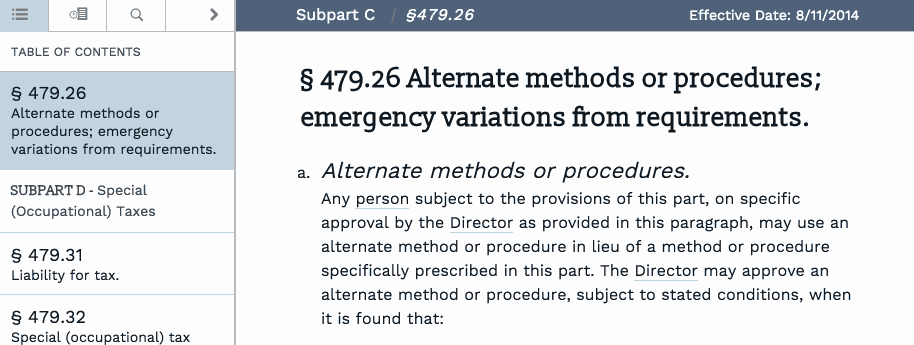 Subpart C / §479.26 Effective Date: 8/11/2014
TABLE OF CONTENTS
§ 479.26
Alternate methods or
procedures; emergency
variations from requirements.
SUBPART D - Special
(Occupational) Taxes
§ 479.31
Liability for tax.
§ 479.32
Special (occupational) tax
§ 479.26 Alternate methods or procedures;
emergency variations from requirements.
a. Alternate methods or procedures.
Any person subject to the provisions of this part, on specific
approval by the Director as provided in this paragraph, may use an
alternate method or procedure in lieu of a method or procedure
specifically prescribed in this part. The Director may approve an
alternate method or procedure, subject to stated conditions, when
it is found that: